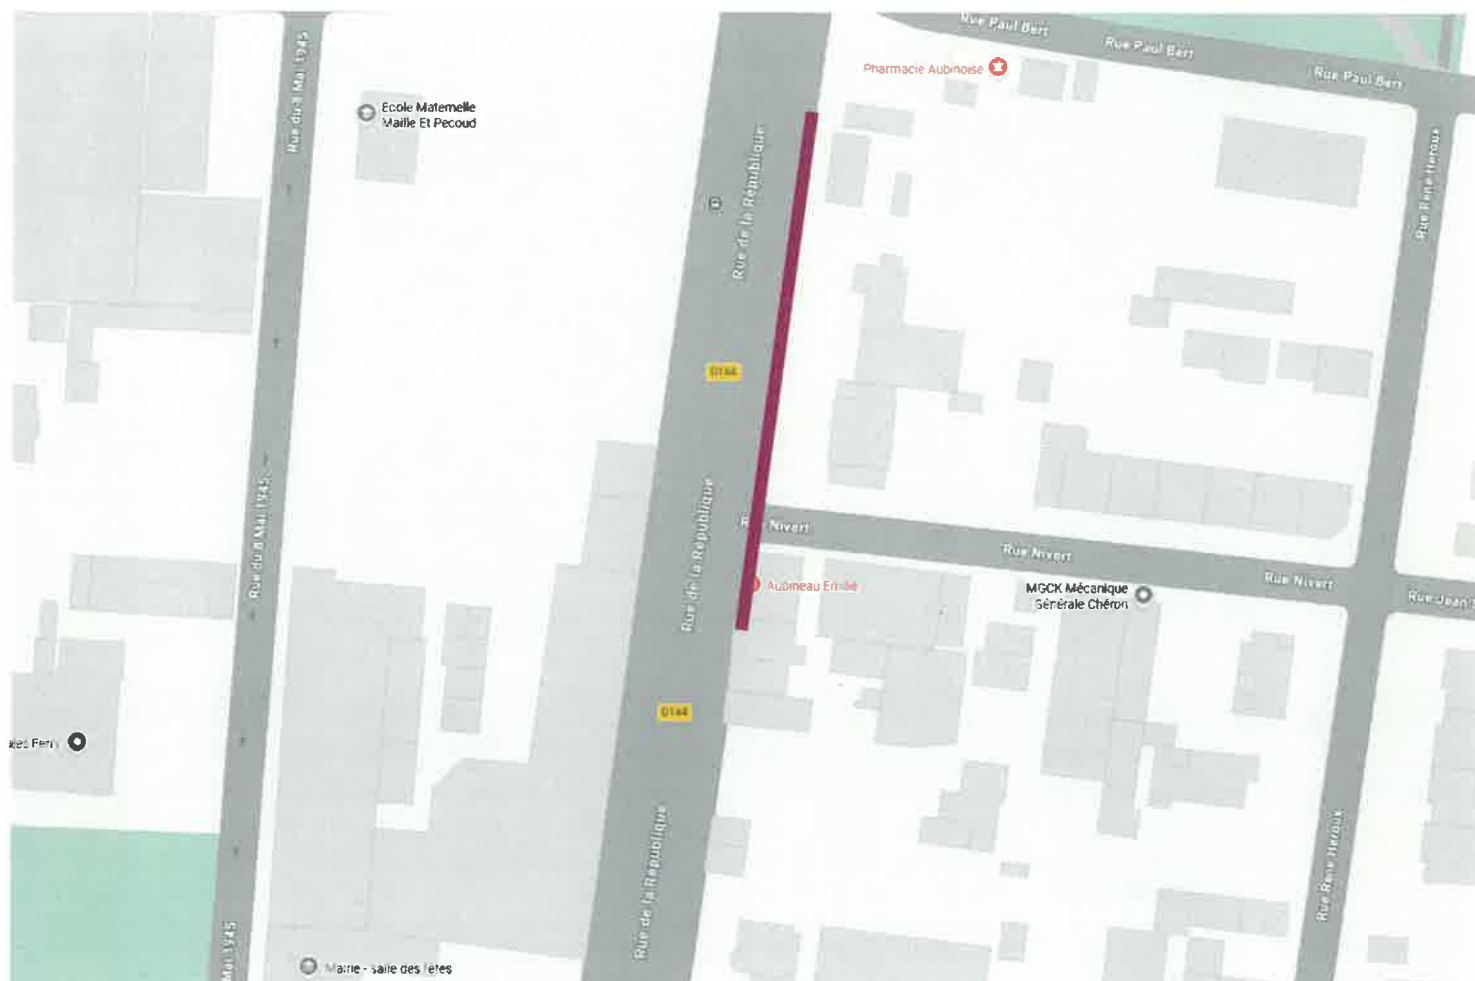 Rue Paul Bert
Rue Paul Bert
Rue Paul Bert
Pharmacie Aubinoise
Rue du 8 Mai 1945
Ecole Maternelle
Maille Et Pecoud
Rue de la République
Rue René Heroux
D144
Rue du 8 Mai 1945
Rue de la République
Nivert
Rue Nivert
Rue Nivert
Aubineau
MGCK Mécanique
Générale Chéron
D144
Rue de la République
Rue René Heroux
Mai 1945
Mairie - salle des fêtes